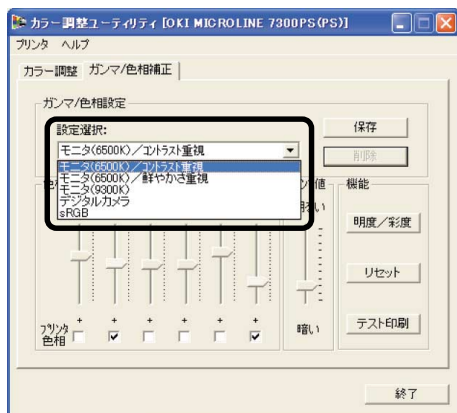 カラー調整ユーティリティ [OKI MICROLINE 7300PS(PS)]
プリンタ ヘルプ
カラー調整 ガンマ/色相補正
ガンマ/色相設定
設定選択:
モニタ(6500K)/コントラスト重視
保存
削除
モニタ(6500K)/コントラスト重視
モニタ(6500K)/鮮やかさ重視
モニタ(9300K)
デジタルカメラ
sRGB
機能
明度/彩度
リセット
テスト印刷
+ + + + + +
プリンタ
色相
暗い
終了